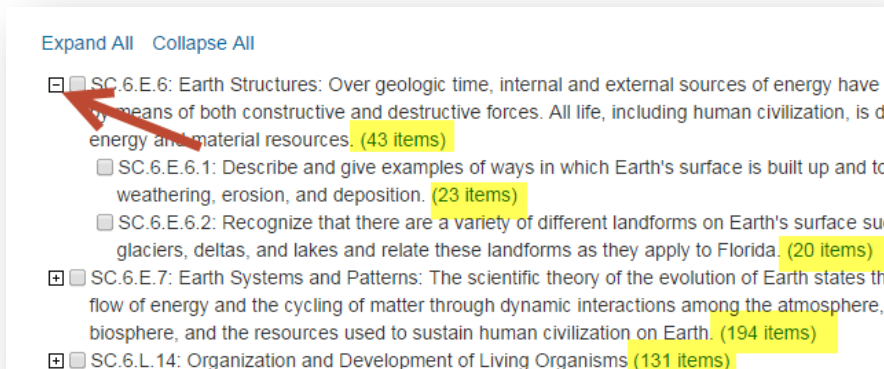 Expand All Collapse All
SC.6.E.6: Earth Structures: Over geologic time, internal and external sources of energy have
by means of both constructive and destructive forces. All life, including human civilization, is
energy and material resources. (43 items)
SC.6.E.6.1: Describe and give examples of ways in which Earth's surface is built up and
weathering, erosion, and deposition. (23 items)
SC.6.E.6.2: Recognize that there are a variety of different landforms on Earth's surface
glaciers, deltas, and lakes and relate these landforms as they apply to Florida. (20 items)
SC.6.E.7: Earth Systems and Patterns: The scientific theory of the evolution of Earth states
flow of energy and the cycling of matter through dynamic interactions among the atmosphere,
biosphere, and the resources used to sustain human civilization on Earth. (194 items)
SC.6.L.14: Organization and Development of Living Organisms (131 items)